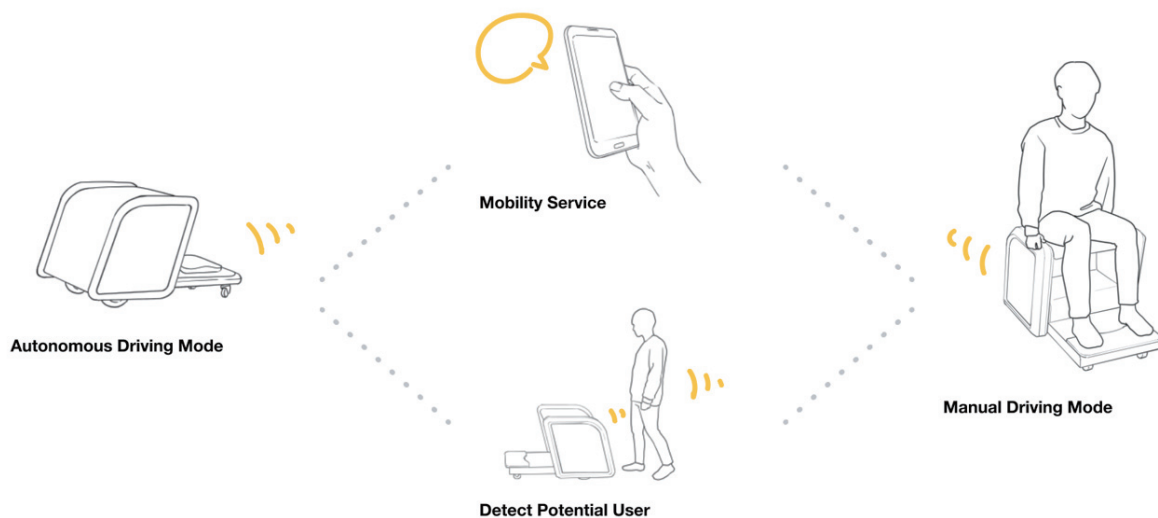 Mobility Service
Autonomous Driving Mode
Manual Driving Mode
Detect Potential User